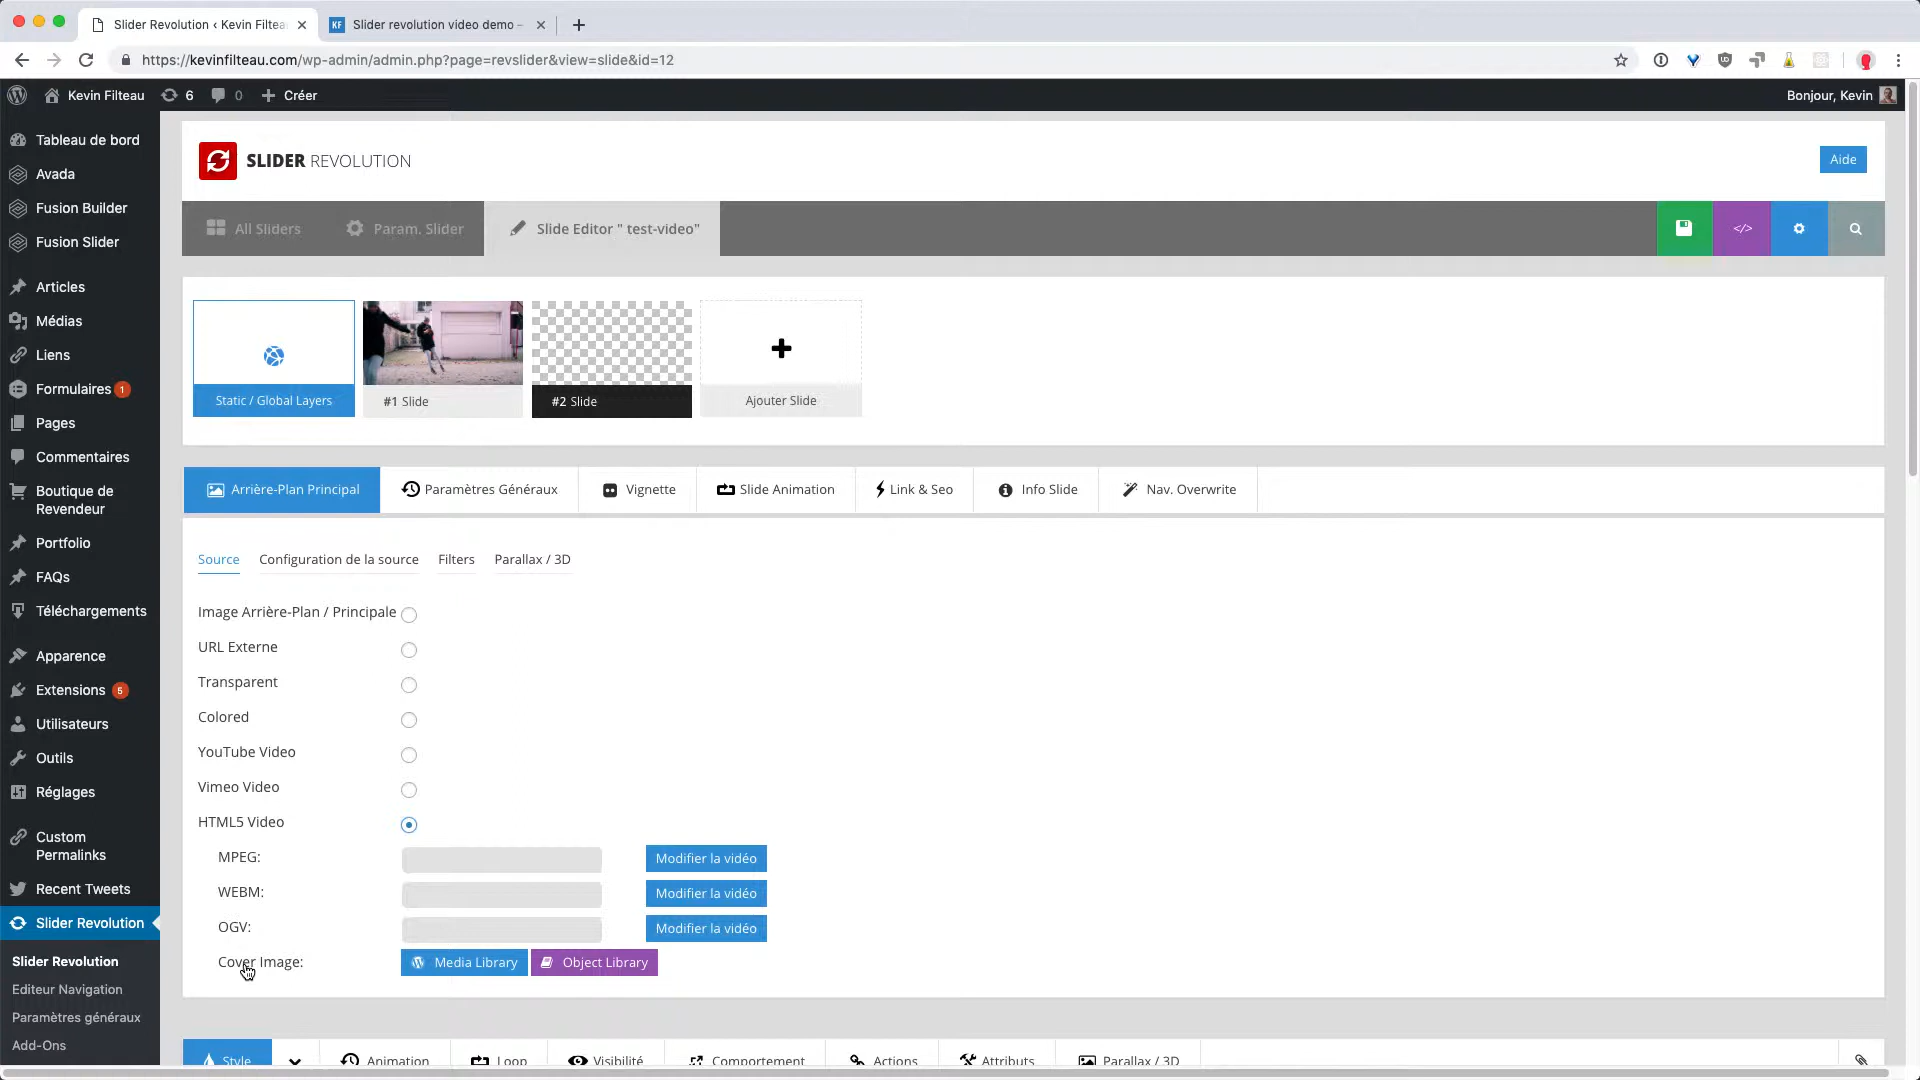 Slider Revolution ‹ Kevin Filtea
KF Slider revolution video demo –
https://kevinfilteau.com/wp-admin/admin.php?page=revslider&view=slide&id=12
Kevin Filteau 6 0 Créer
Bonjour, Kevin
Tableau de bord
Avada
Fusion Builder
Fusion Slider
Articles
Médias
Liens
Formulaires 1
Pages
Commentaires
Boutique de
Revendeur
Portfolio
FAQs
Téléchargements
Apparence
Extensions 5
Utilisateurs
Outils
Réglages
Custom
Permalinks
Recent Tweets
Slider Revolution
Slider Revolution
Editeur Navigation
Paramètres généraux
Add-Ons
SLIDER REVOLUTION
Aide
All Sliders
Param. Slider
Slide Editor " test-video"
</>
Static / Global Layers
#1 Slide
#2 Slide
Ajouter Slide
Arrière-Plan Principal
Paramètres Généraux
Vignette
Slide Animation
Link & Seo
Info Slide
Nav. Overwrite
Source
Configuration de la source
Filters
Parallax / 3D
Image Arrière-Plan / Principale
URL Externe
Transparent
Colored
YouTube Video
Vimeo Video
HTML5 Video
MPEG: Modifier la vidéo
WEBM: Modifier la vidéo
OGV: Modifier la vidéo
Cover Image: Media Library Object Library
Style
Animation
Loop
Visibilité
Comportement
Actions
Attributs
Parallax / 3D